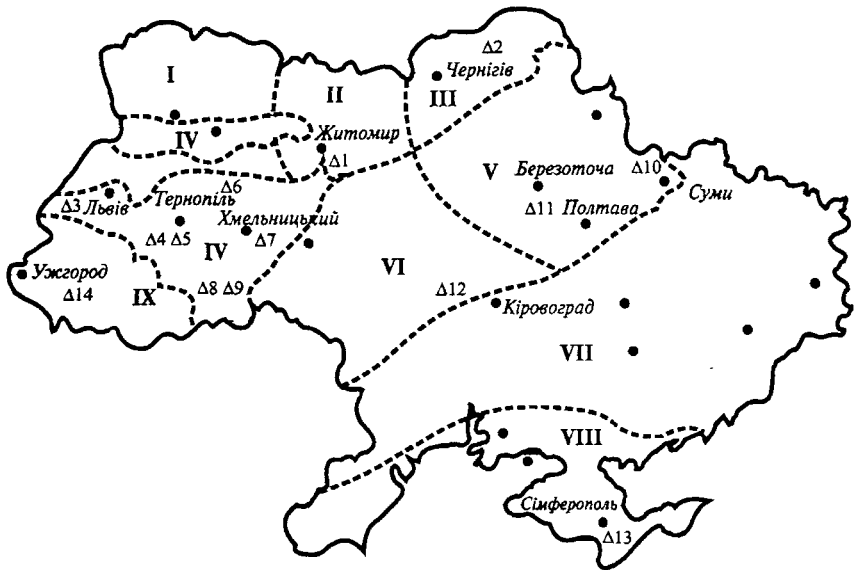 Δ2
I
Чернігів
II
III
IV
Житомир
Δ1
V
Березоточа
Δ10
Δ6
Суми
Δ3
Львів
Тернопіль
Δ11
Полтава
Хмельницький
Δ4 Δ5
IV
Δ7
VI
Ужгород
Δ14
IX
Δ8 Δ9
Δ12
Кіровоград
VII
VIII
Сімферополь
Δ13